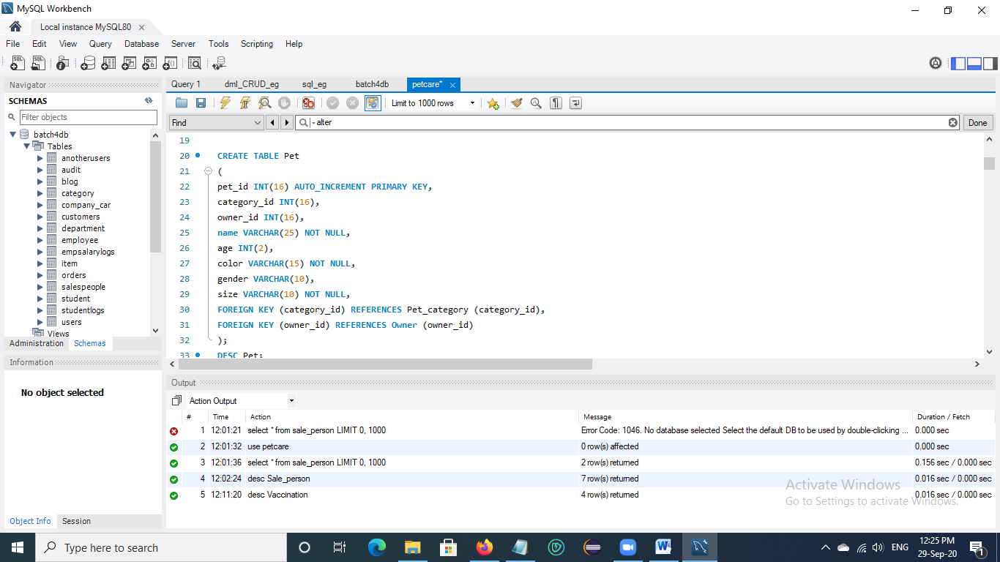 MySQL Workbench
Local instance MySQL80
File Edit View Query Database Server Tools Scripting Help
Navigator
SCHEMAS
Filter objects
batch4db
Tables
anotherusers
audit
blog
category
company_car
customers
department
employee
empsalarylogs
item
orders
salespeople
student
studentlogs
users
Views
Administration Schemas
Information
No object selected
Object Info Session
Query 1 dml_CRUD_eg sql_eg batch4db petcare*
Limit to 1000 rows
Find alter Done
19
20 CREATE TABLE Pet
21 (
22 pet_id INT(16) AUTO_INCREMENT PRIMARY KEY,
23 category_id INT(16),
24 owner_id INT(16),
25 name VARCHAR(25) NOT NULL,
26 age INT(2),
27 color VARCHAR(15) NOT NULL,
28 gender VARCHAR(10),
29 size VARCHAR(10) NOT NULL,
30 FOREIGN KEY (category_id) REFERENCES Pet_category (category_id),
31 FOREIGN KEY (owner_id) REFERENCES Owner (owner_id)
32 );
33 DESC Pet;
Output
Action Output
# Time Action Message Duration / Fetch
1 12:01:21 select * from sale_person LIMIT 0, 1000 Error Code: 1046. No database selected Select the default DB to be used by double-clicking ... 0.000 sec
2 12:01:32 use petcare 0 row(s) affected 0.000 sec
3 12:01:36 select * from sale_person LIMIT 0, 1000 2 row(s) returned 0.156 sec / 0.000 sec
4 12:02:24 desc Sale_person 7 row(s) returned 0.016 sec / 0.000 sec
5 12:11:20 desc Vaccination 4 row(s) returned 0.016 sec / 0.000 sec
Activate Windows
Go to Settings to activate Windows.
Type here to search
ENG
12:25 PM
29-Sep-20
1